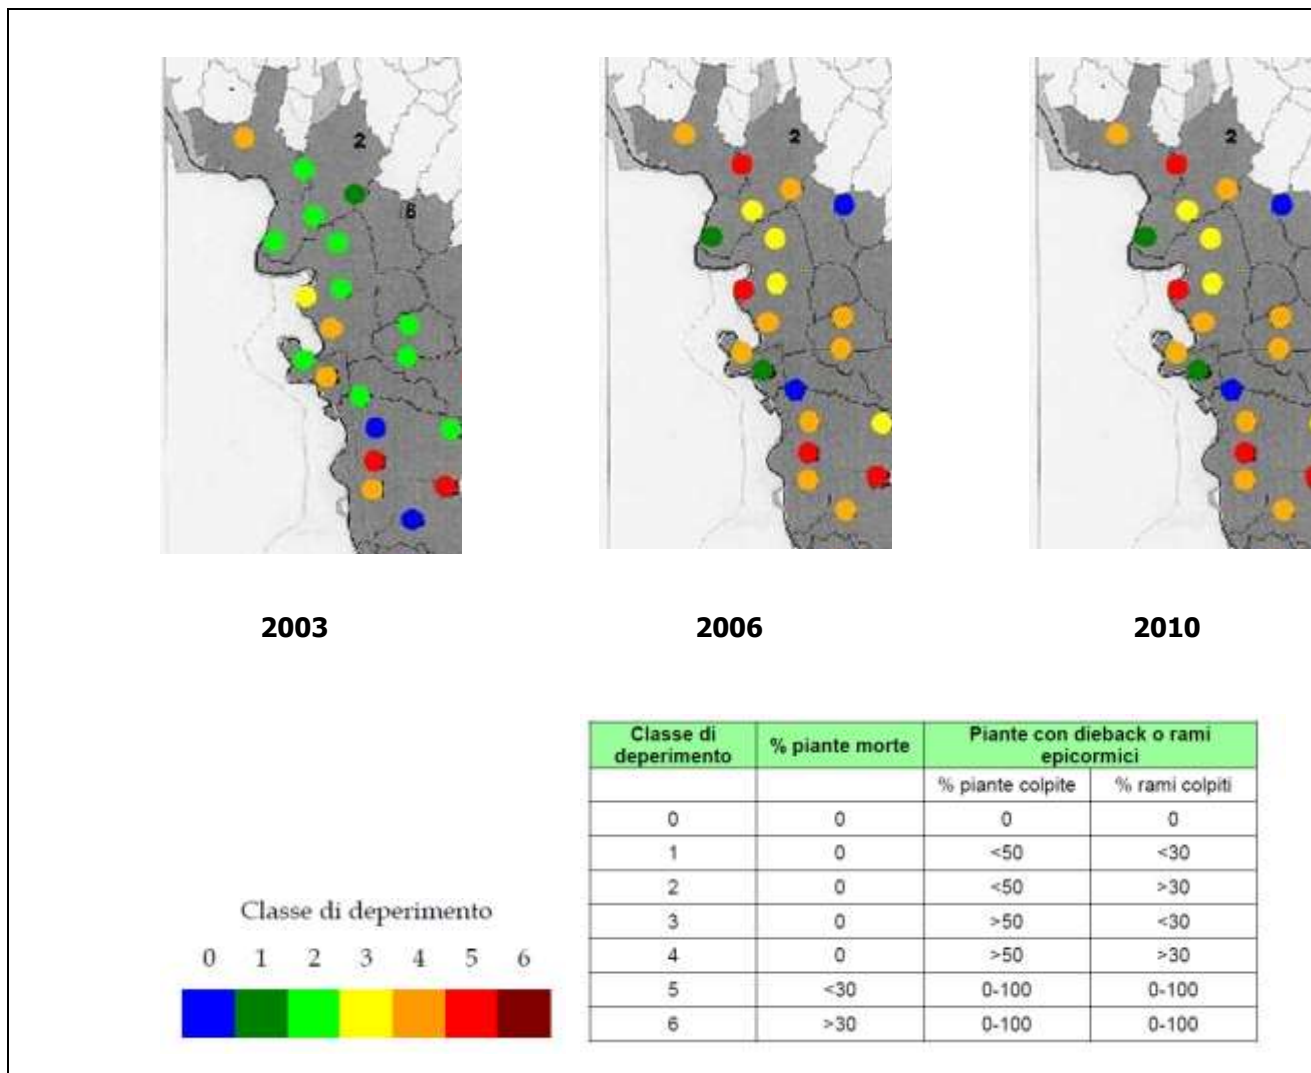 2
6
2
2
2003
2006
2010
Classe di deperimento
% piante morte
Piante con dieback o rami epicormici
% piante colpite
% rami colpiti
0 0 0 0
1 0 <50 <30
2 0 <50 >30
3 0 >50 <30
4 0 >50 >30
5 <30 0-100 0-100
6 >30 0-100 0-100
Classe di deperimento
0 1 2 3 4 5 6